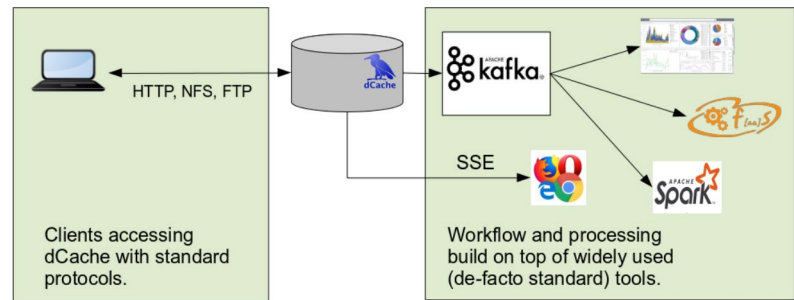 HTTP, NFS, FTP
dCache
APACHE
kafka®
f[aa]S
SSE
APACHE
Spark
Clients accessing
dCache with standard
protocols.
Workflow and processing
build on top of widely used
(de-facto standard) tools.